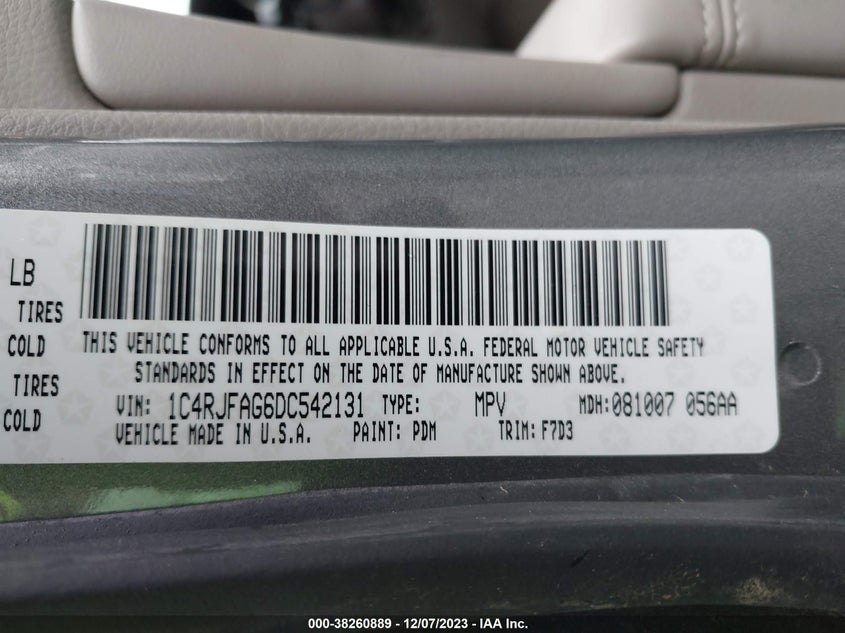 LB
TIRES
COLD
TIRES
COLD
THIS VEHICLE CONFORMS TO ALL APPLICABLE U.S.A. FEDERAL MOTOR VEHICLE SAFETY
STANDARDS IN EFFECT ON THE DATE OF MANUFACTURE SHOWN ABOVE.
VIN: 1C4RJFAG6DC542131 TYPE: MPV MDH:081007 056AA
VEHICLE MADE IN U.S.A. PAINT: PDM TRIM:F7D3
000-38260889 - 12/07/2023 - IAA Inc.